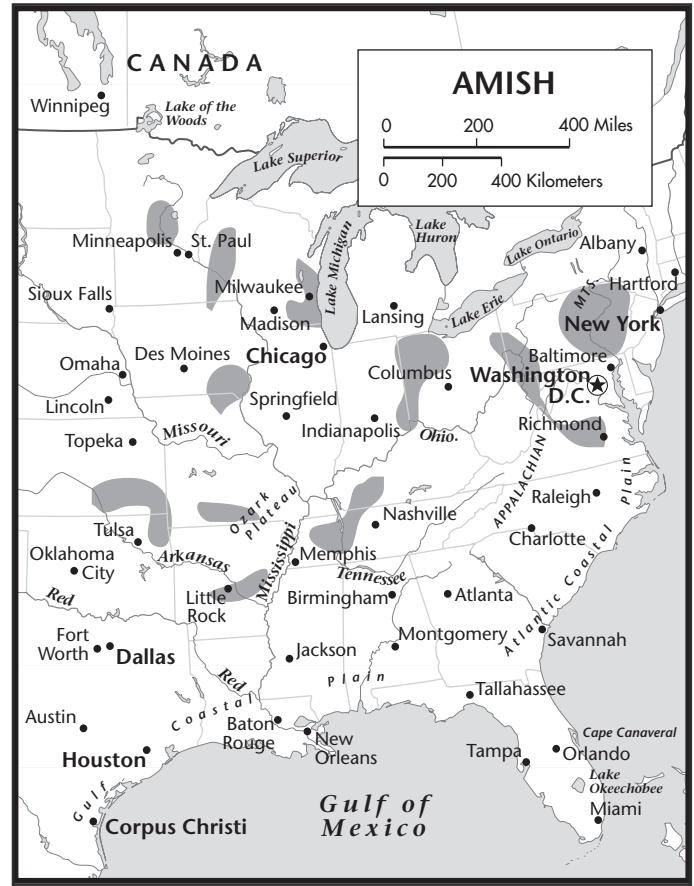 CANADA
AMISH
0 200 400 Miles
0 200 400 Kilometers
Winnipeg
Lake of the
Woods
Lake Superior
Lake
Huron
Lake Ontario
Albany
Minneapolis
St. Paul
Lake Michigan
MTS.
Hartford
Sioux Falls
Milwaukee
Madison
Lansing
Lake Erie
New York
Omaha
Des Moines
Chicago
Columbus
Baltimore
Washington
D.C.
Lincoln
Springfield
Indianapolis
Ohio.
Richmond
Topeka
Missouri
APPALACHIAN
Plain
Ozark
Plateau
Raleigh
Nashville
Tulsa
Charlotte
Oklahoma
City
Arkansas
Mississippi
Memphis
Tennessee
Atlantic Coastal
Red
Little
Rock
Birmingham
Atlanta
Fort
Worth
Dallas
Jackson
Montgomery
Savannah
Red
Plain
Tallahassee
Austin
Coastal
Baton
Rouge
New
Orleans
Houston
Cape Canaveral
Tampa
Orlando
Gulf
Lake
Okeechobee
Miami
Corpus Christi
Gulf of
Mexico